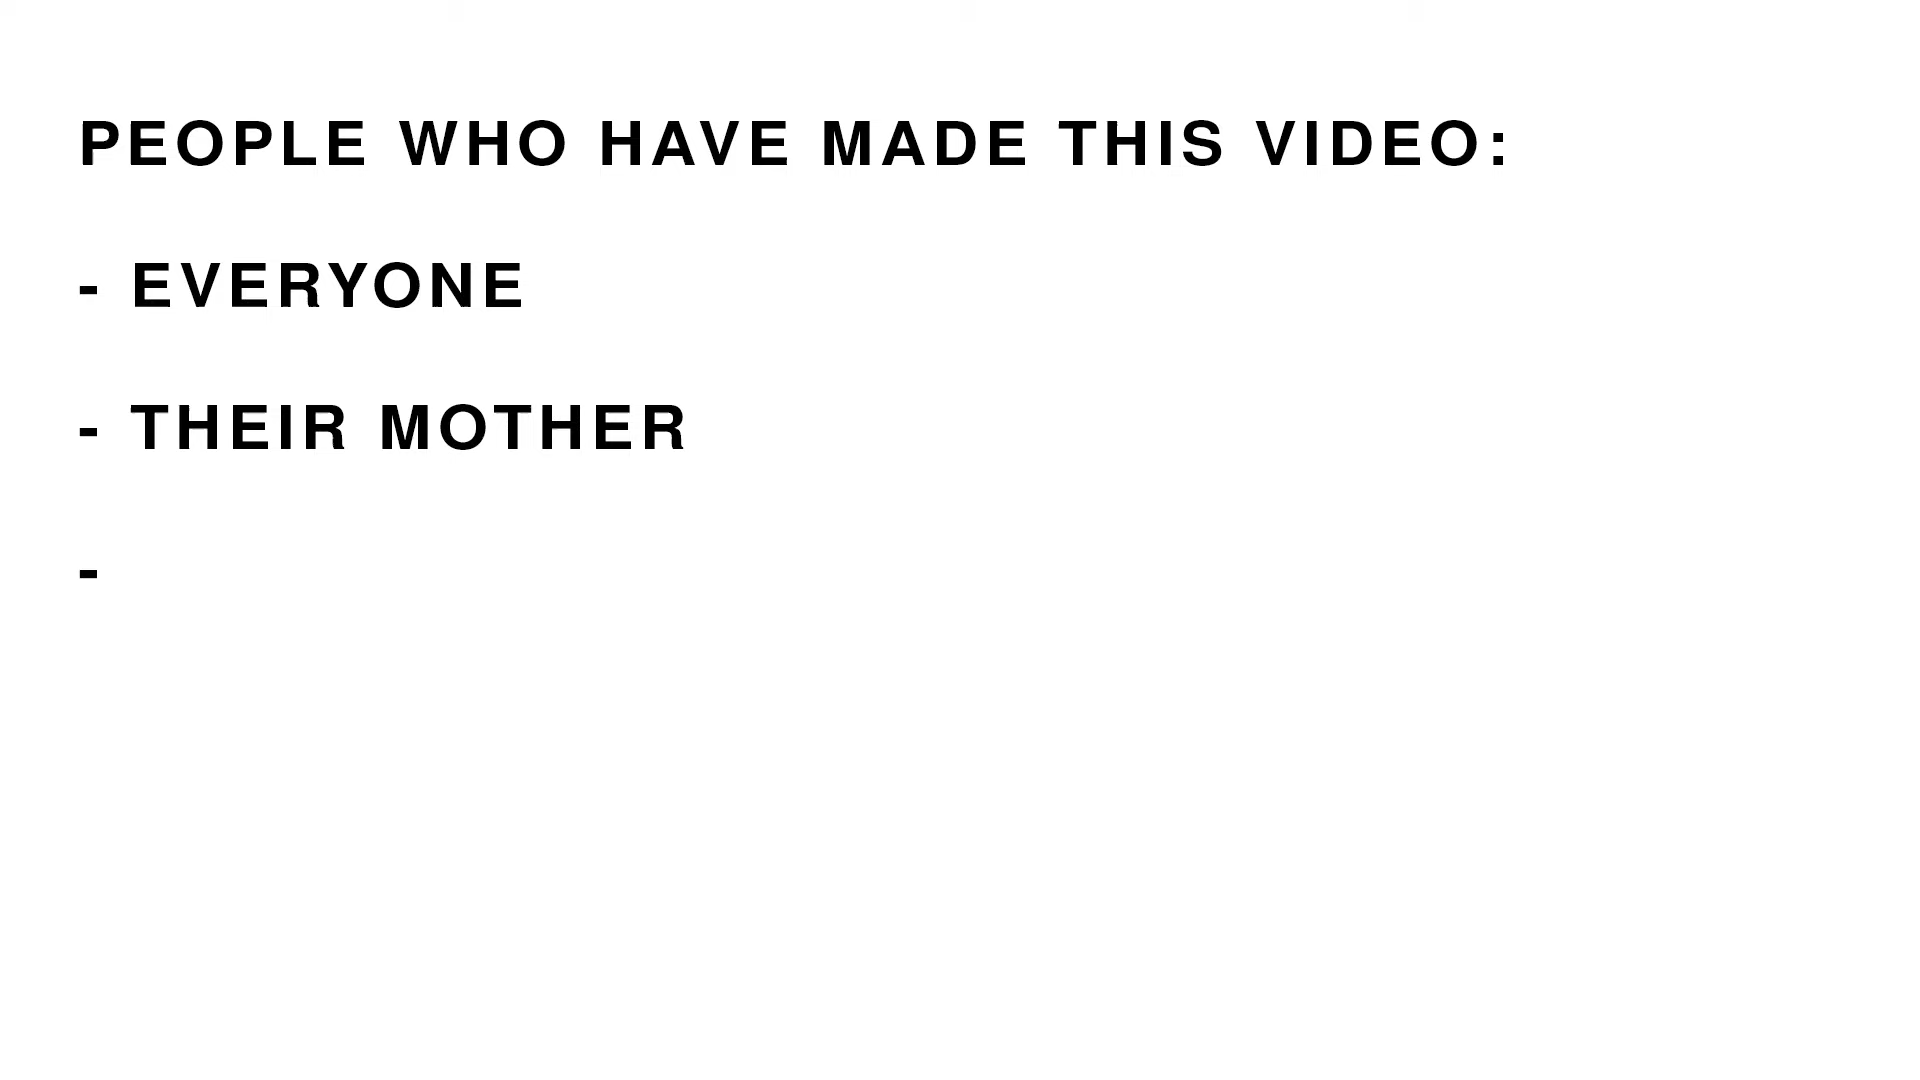 PEOPLE WHO HAVE MADE THIS VIDEO:
- EVERYONE
- THEIR MOTHER
-